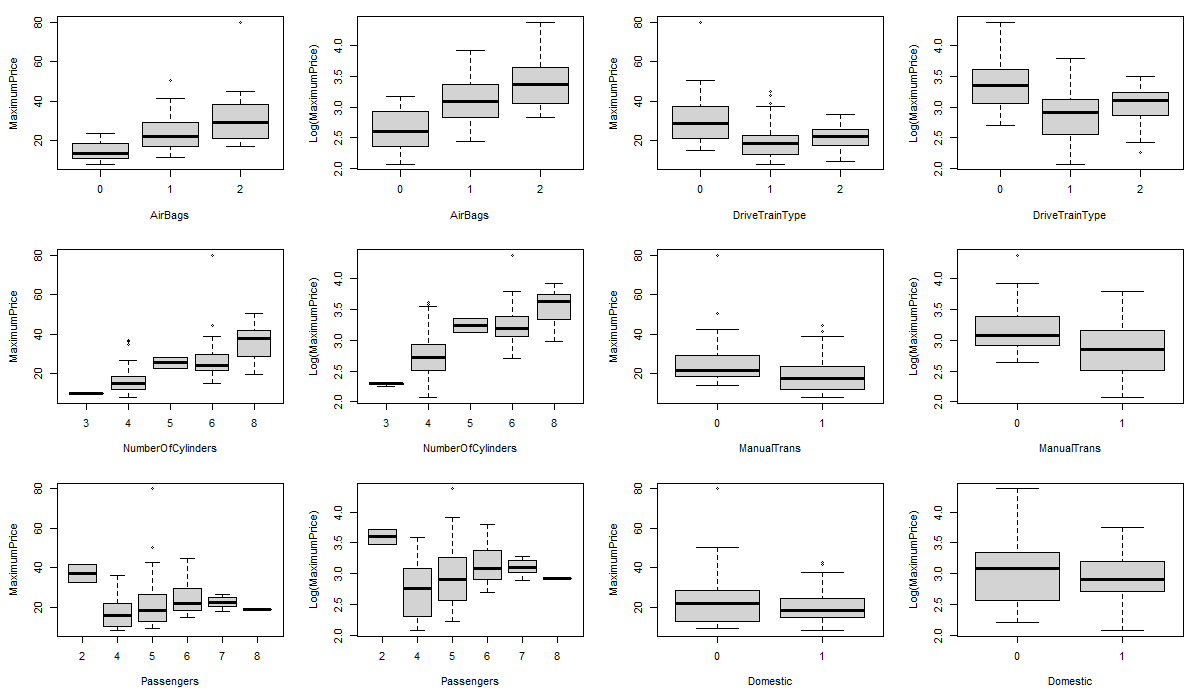 MaximumPrice
20 40 60 80
0 1 2
AirBags
Log(MaximumPrice)
2.0 2.5 3.0 3.5 4.0
0 1 2
AirBags
MaximumPrice
20 40 60 80
0 1 2
DriveTrainType
Log(MaximumPrice)
2.0 2.5 3.0 3.5 4.0
0 1 2
DriveTrainType
MaximumPrice
20 40 60 80
3 4 5 6 8
NumberOfCylinders
Log(MaximumPrice)
2.0 2.5 3.0 3.5 4.0
3 4 5 6 8
NumberOfCylinders
MaximumPrice
20 40 60 80
0 1
ManualTrans
Log(MaximumPrice)
2.0 2.5 3.0 3.5 4.0
0 1
ManualTrans
MaximumPrice
20 40 60 80
2 4 5 6 7 8
Passengers
Log(MaximumPrice)
2.0 2.5 3.0 3.5 4.0
2 4 5 6 7 8
Passengers
MaximumPrice
20 40 60 80
0 1
Domestic
Log(MaximumPrice)
2.0 2.5 3.0 3.5 4.0
0 1
Domestic